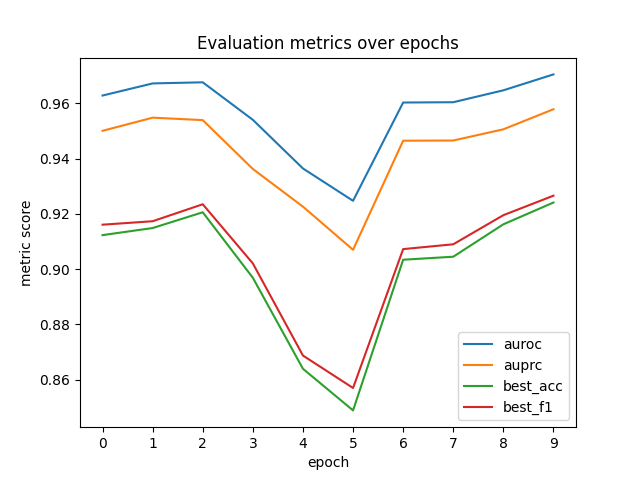 Evaluation metrics over epochs
metric score
0.96
0.94
0.92
0.90
0.88
0.86
0 1 2 3 4 5 6 7 8 9
epoch
auroc
auprc
best_acc
best_f1